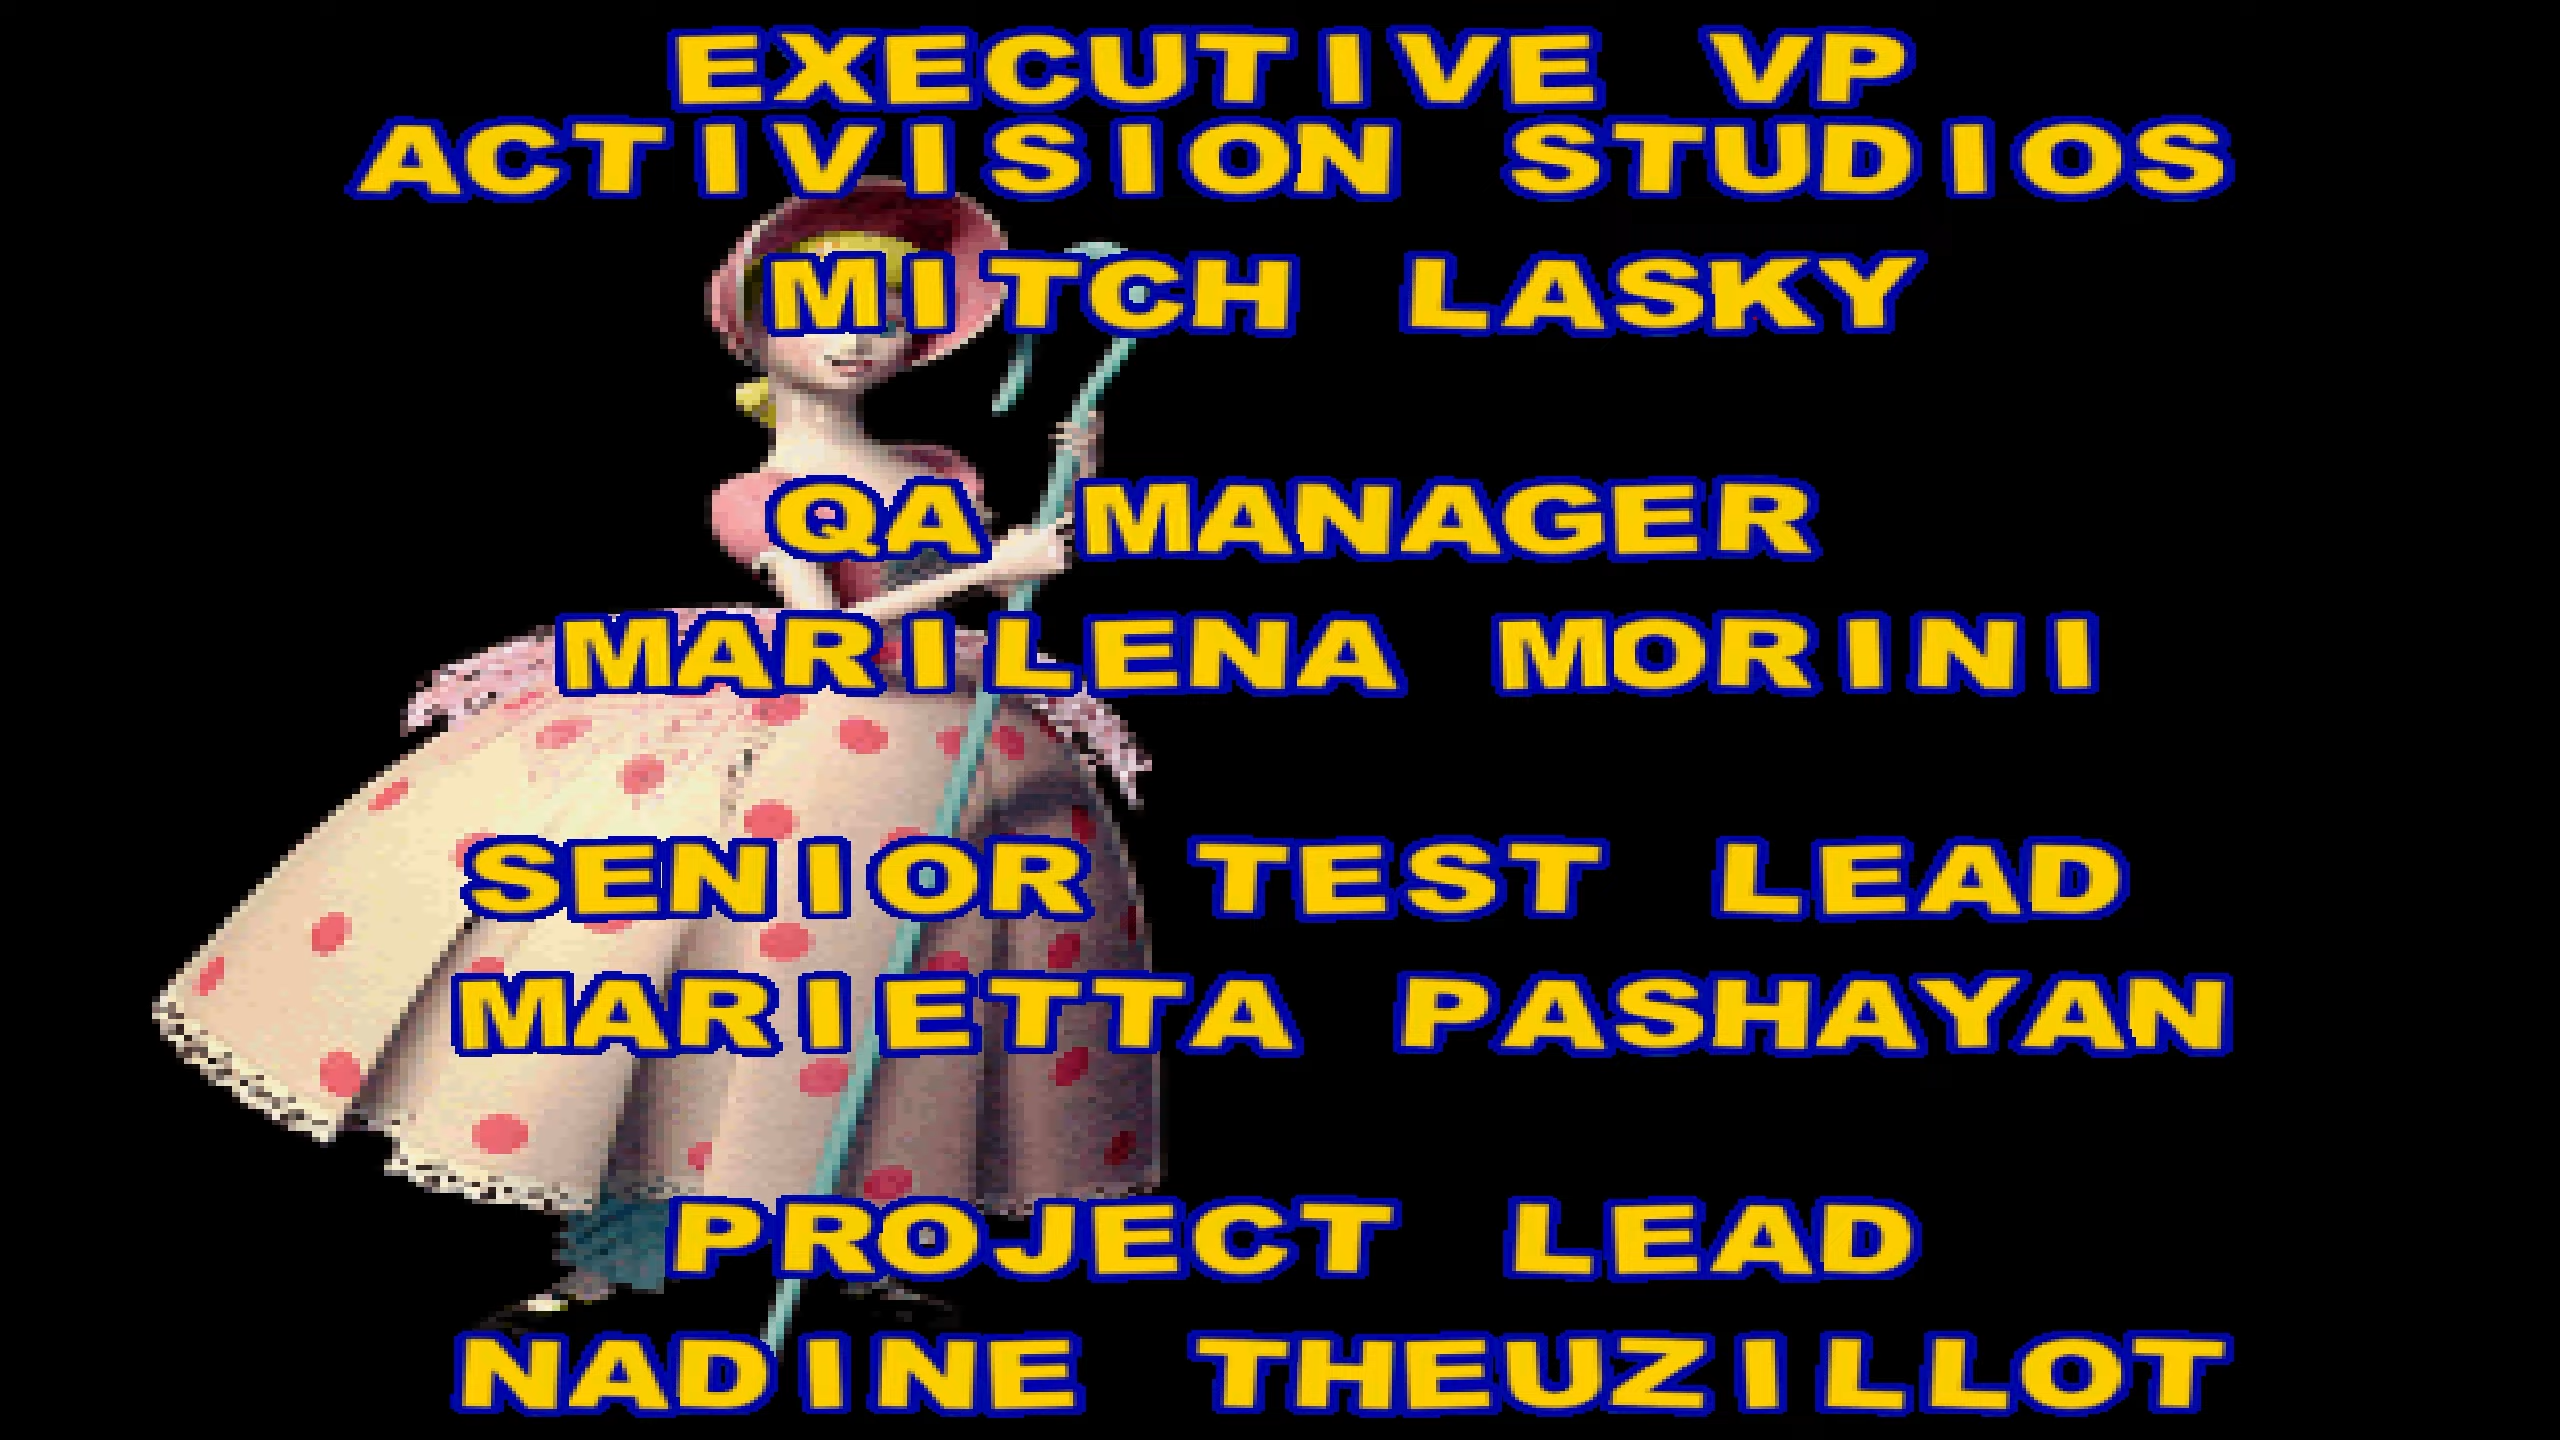 EXECUTIVE VP
ACTIVISION STUDIOS
MITCH LASKY
QA MANAGER
MARILENA MORINI
SENIOR TEST LEAD
MARIETTA PASHAYAN
PROJECT LEAD
NADINE THEUZILLOT